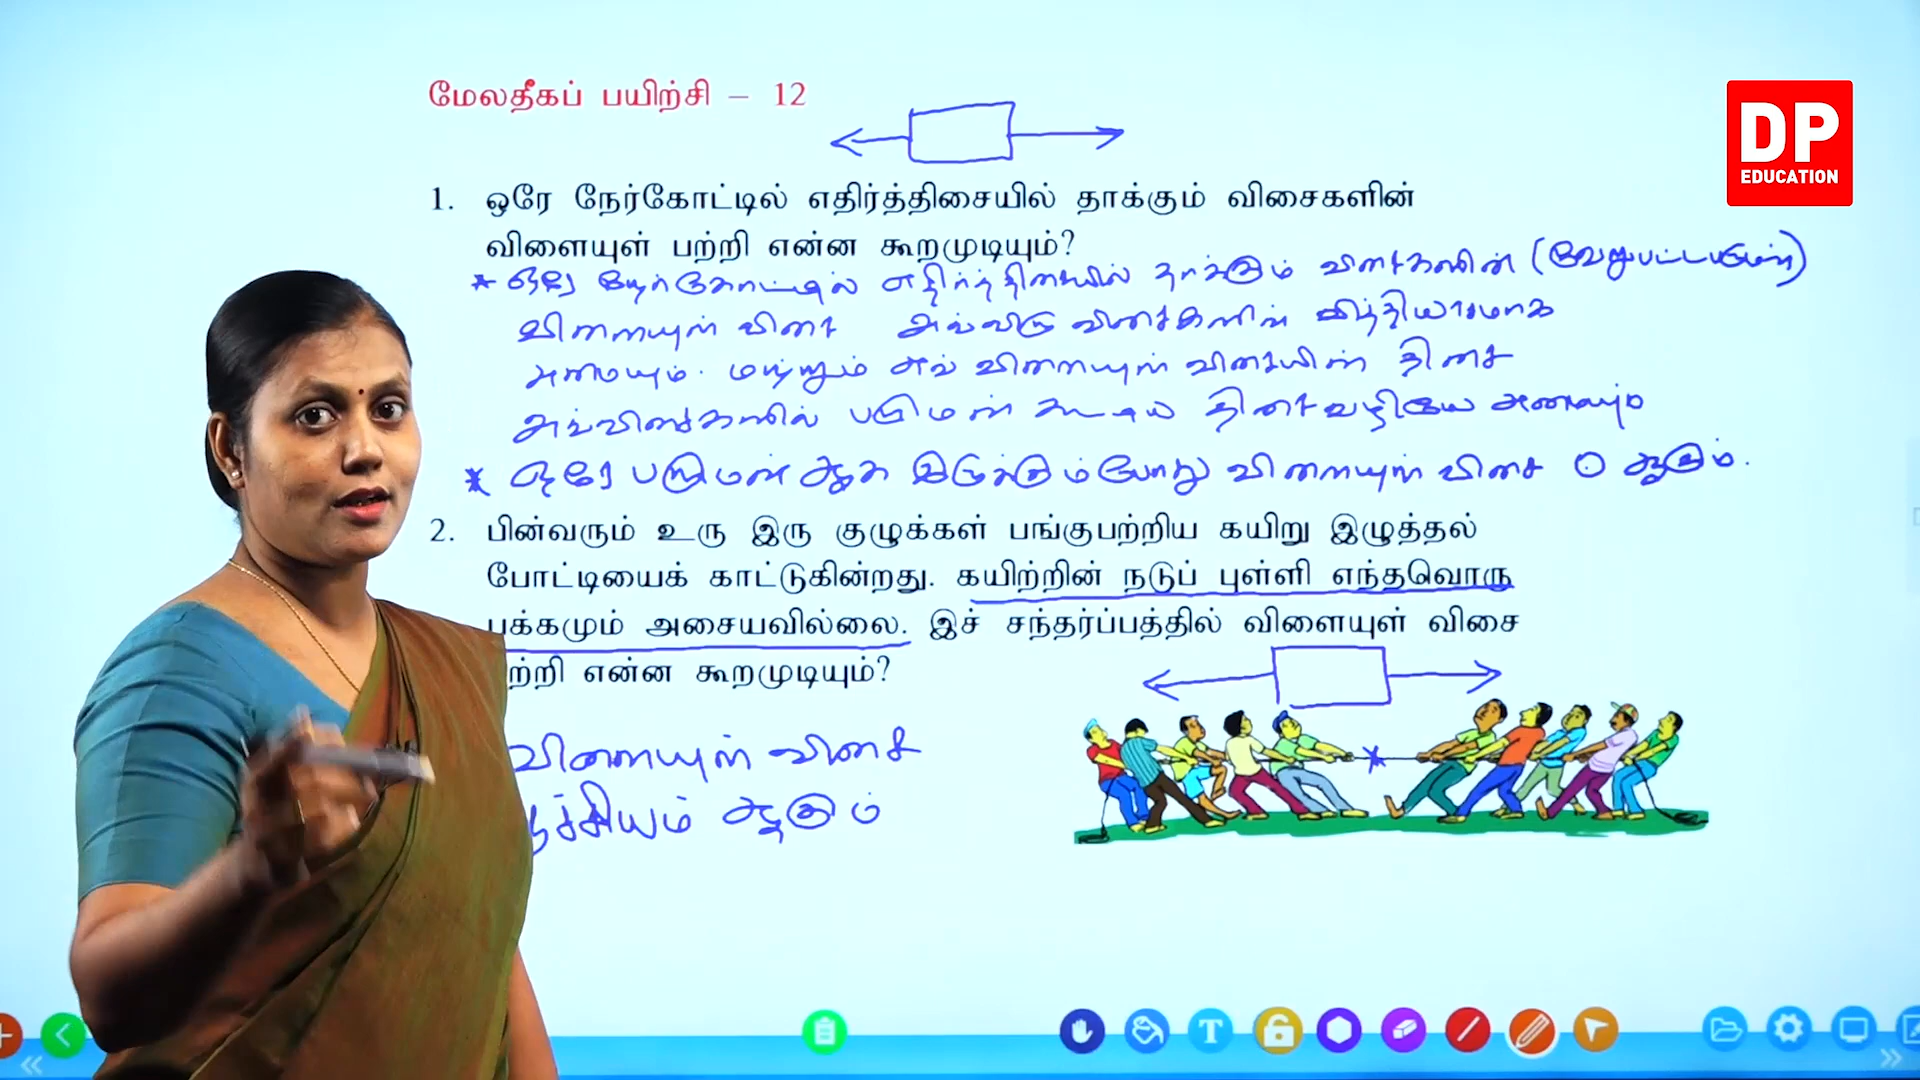 மேலதீகப் பயிற்சி – 12
DP
EDUCATION
1. ஒரே நேர்கோட்டில் எதிர்த்திசையில் தாக்கும் விசைகளின்
விளையுள் பற்றி என்ன கூறமுடியும்?
* ஒரே நேர்கோட்டில் எதிர்த்திசையில் தாக்கும் விசைகளின் (வேறுபட்டபருமன்)
விளையுள் விசை அவ்விரு விசைகளின் வித்தியாசமாக
அமையும். மற்றும் அவ் விளையுள் விசையின் திசை
அவ்விசைகளில் பருமன் கூடிய திசைவழியே அமையும்
* ஒரே பருமன் ஆக இருக்கும்போது விளையுள் விசை 0 ஆகும்.
2. பின்வரும் உரு இரு குழுக்கள் பங்குபற்றிய கயிறு இழுத்தல்
போட்டியைக் காட்டுகின்றது. கயிற்றின் நடுப் புள்ளி எந்தவொரு
பக்கமும் அசையவில்லை. இச் சந்தர்ப்பத்தில் விளையுள் விசை
பற்றி என்ன கூறமுடியும்?
விளையுள் விசை
பூச்சியம் ஆகும்